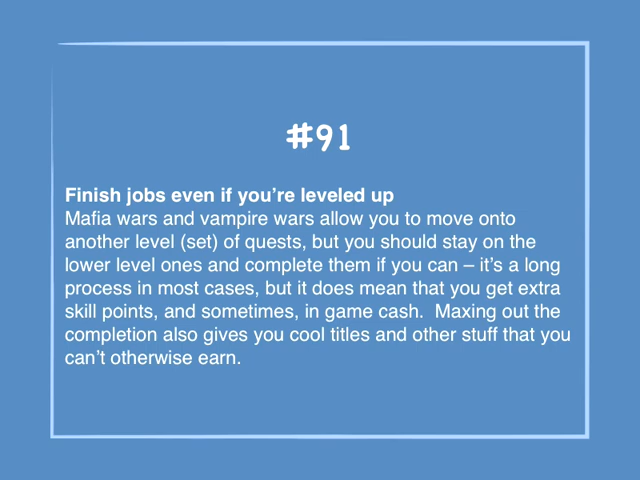 #91
Finish jobs even if you’re leveled up
Mafia wars and vampire wars allow you to move onto
another level (set) of quests, but you should stay on the
lower level ones and complete them if you can – it’s a long
process in most cases, but it does mean that you get extra
skill points, and sometimes, in game cash.  Maxing out the
completion also gives you cool titles and other stuff that you
can’t otherwise earn.